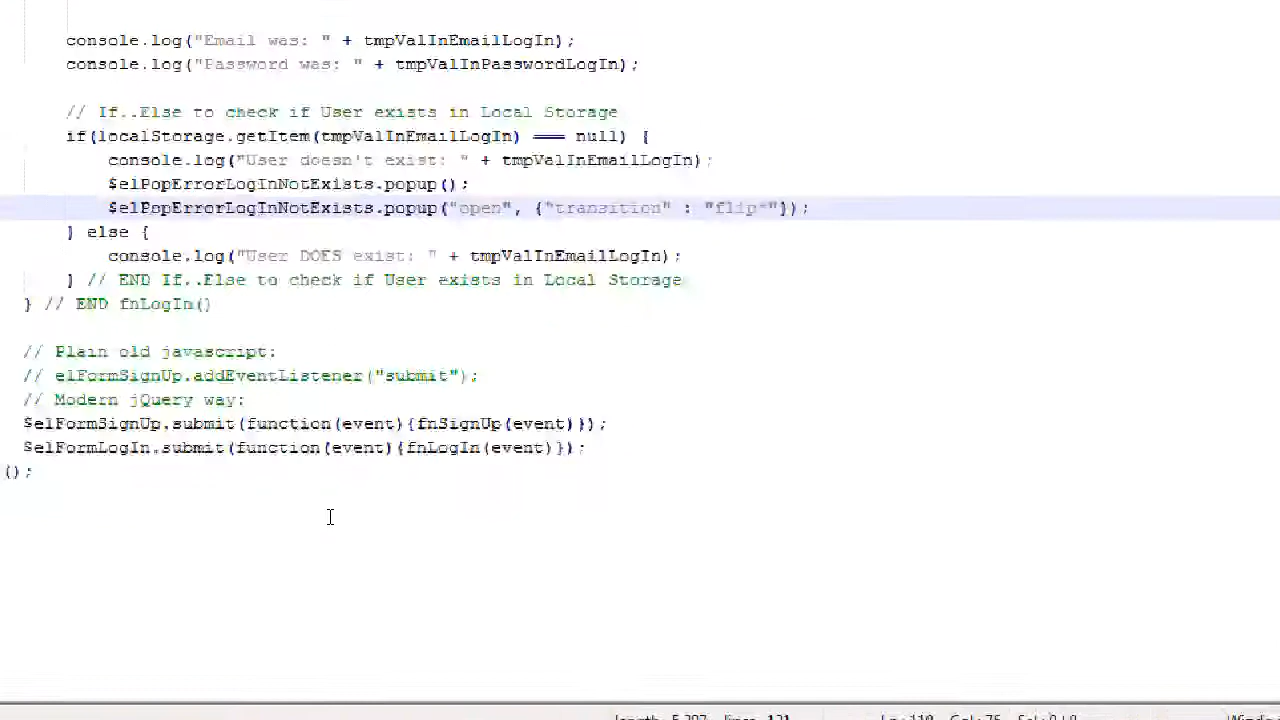 console.log("Email was: " + tmpValInEmailLogIn);
console.log("Password was: " + tmpValInPasswordLogIn);
// If..Else to check if User exists in Local Storage
if(localStorage.getItem(tmpValInEmailLogIn) === null) {
console.log("User doesn't exist: " + tmpValInEmailLogIn);
$elPopErrorLogInNotExists.popup();
$elPopErrorLogInNotExists.popup("open", {"transition" : "flip"});
} else {
console.log("User DOES exist: " + tmpValInEmailLogIn);
} // END If..Else to check if User exists in Local Storage
} // END fnLogIn()
// Plain old javascript:
// elFormSignUp.addEventListener("submit");
// Modern jQuery way:
$elFormSignUp.submit(function(event){fnSignUp(event)});
$elFormLogIn.submit(function(event){fnLogIn(event)});
();